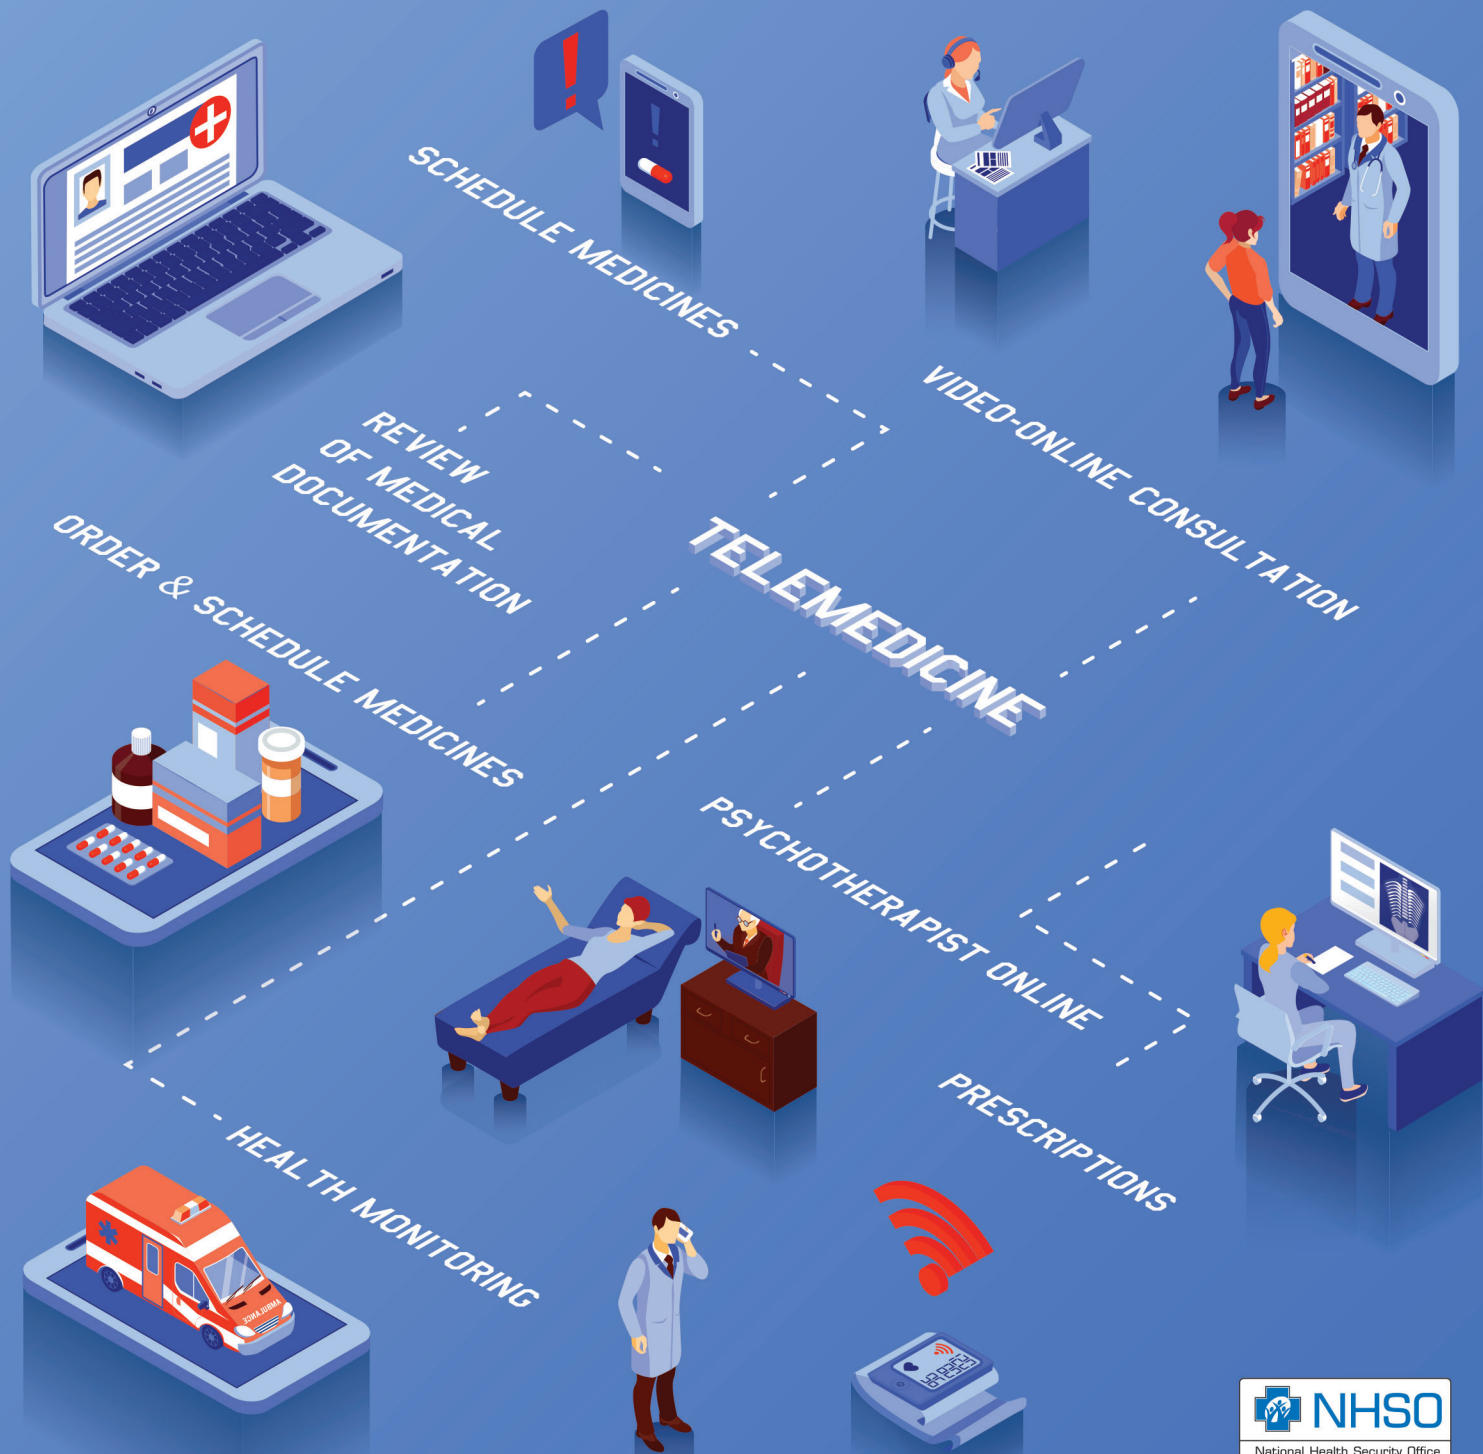 SCHEDULE MEDICINES
VIDEO-ONLINE CONSULTATION
REVIEW
OF MEDICAL
DOCUMENTATION
ORDER & SCHEDULE MEDICINES
TELEMEDICINE
PSYCHOTHERAPIST ONLINE
PRESCRIPTIONS
HEALTH MONITORING
AMBULANCE
NHSO
National Health Security Office